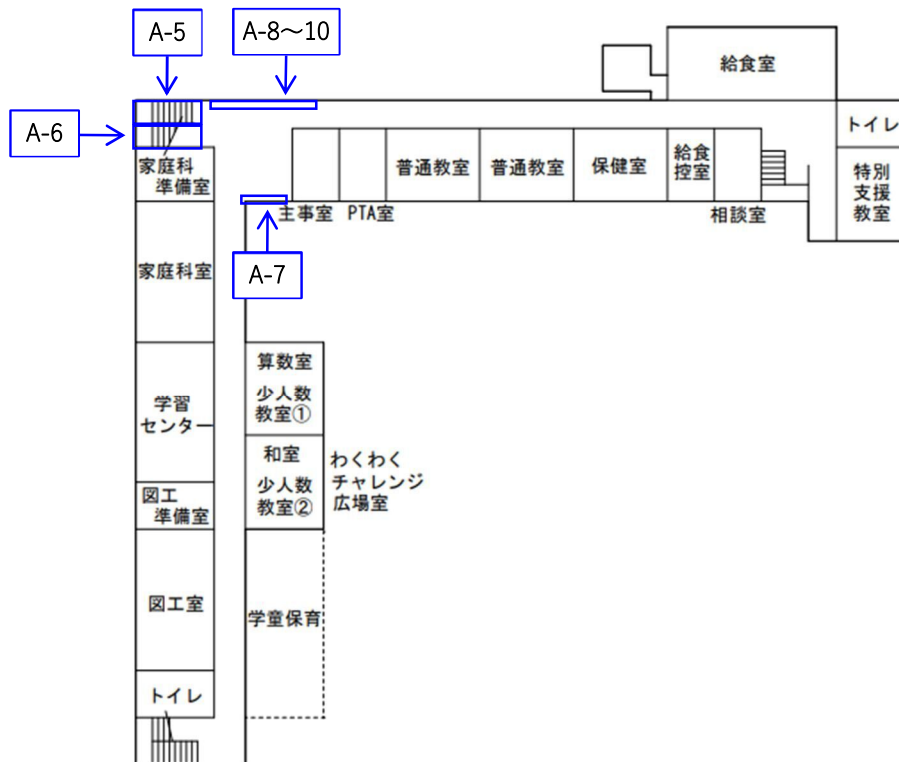 A-5
A-8～10
給食室
A-6
トイレ
家庭科
準備室
普通教室
普通教室
保健室
給食
控室
特別
支援
教室
主事室
PTA室
相談室
家庭科室
A-7
算数室
少人数
教室①
学習
センター
和室
少人数
教室②
わくわく
チャレンジ
広場室
図工
準備室
図工室
学童保育
トイレ